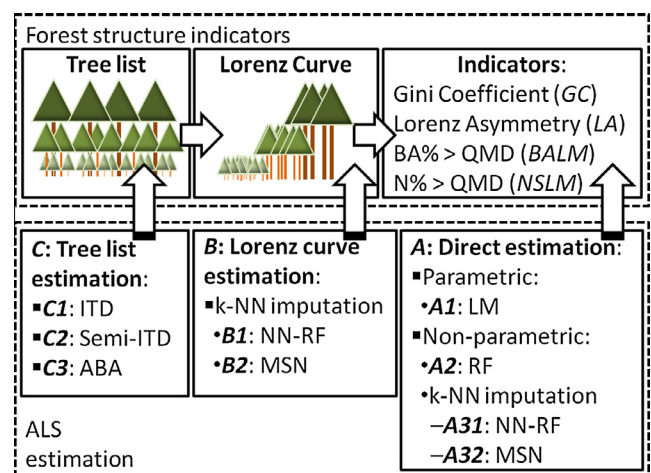 Forest structure indicators
Tree list
Lorenz Curve
Indicators:
Gini Coefficient (GC)
Lorenz Asymmetry (LA)
BA% > QMD (BALM)
N% > QMD (NSLM)
C: Tree list
estimation:
▪C1: ITD
▪C2: Semi-ITD
▪C3: ABA
B: Lorenz curve
estimation:
▪k-NN imputation
•B1: NN-RF
•B2: MSN
A: Direct estimation:
▪Parametric:
•A1: LM
▪Non-parametric:
•A2: RF
•k-NN imputation
–A31: NN-RF
–A32: MSN
ALS
estimation